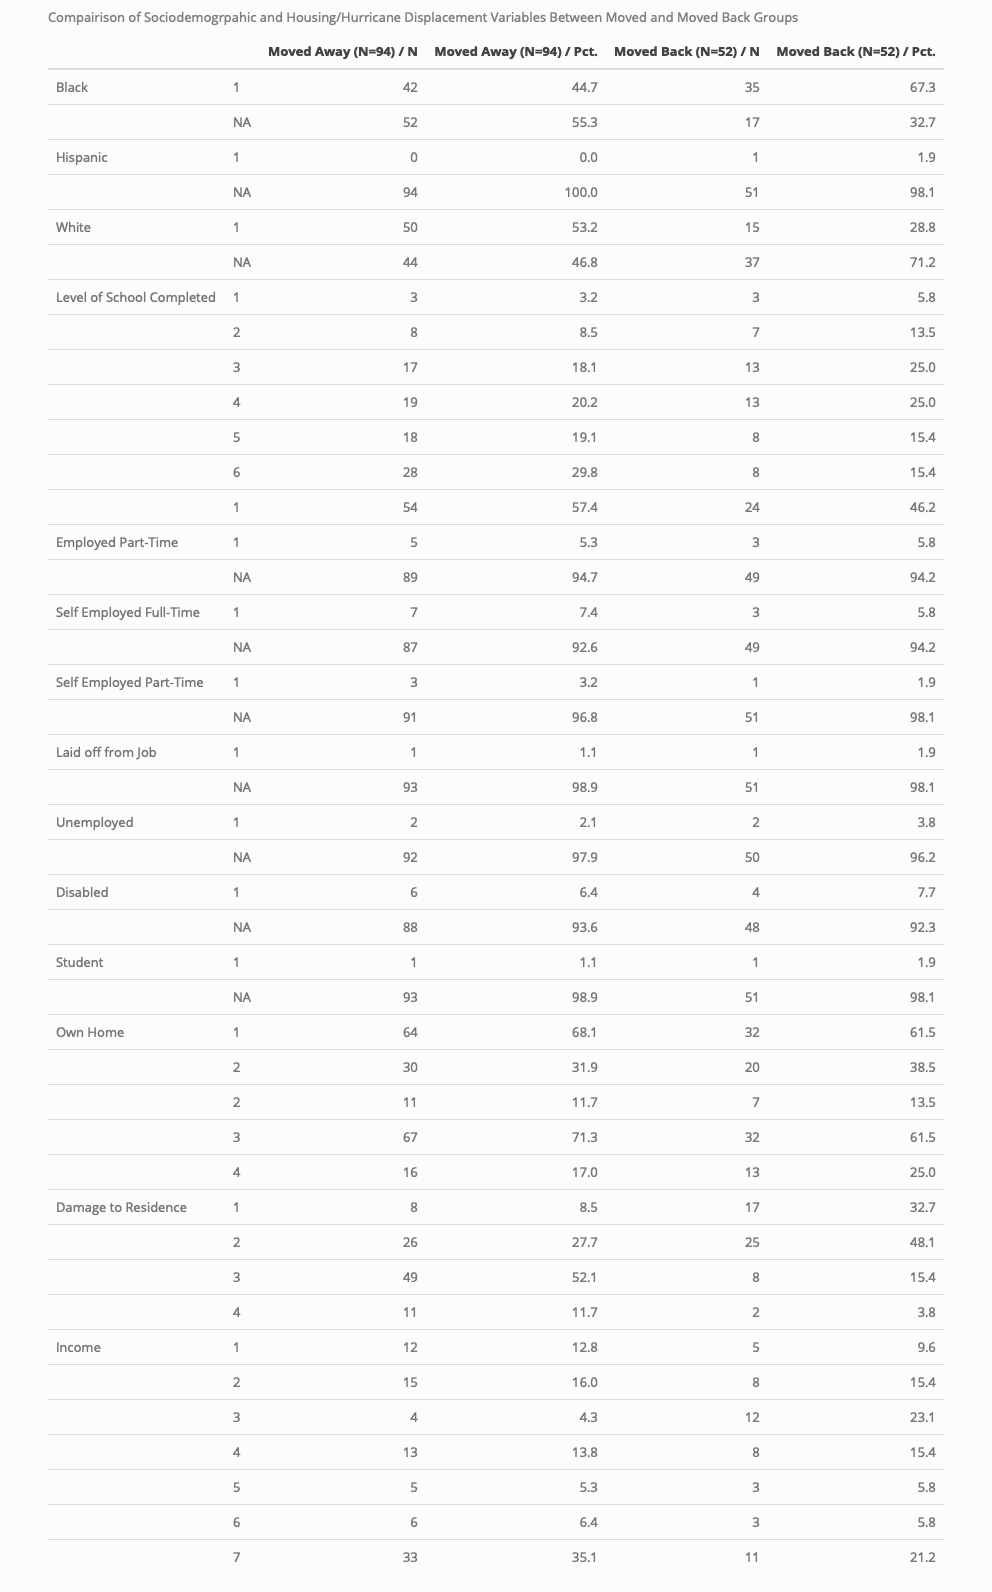 Compairison of Sociodemogrpahic and Housing/Hurricane Displacement Variables Between Moved and Moved Back Groups
Moved Away (N=94) / N Moved Away (N=94) / Pct. Moved Back (N=52) / N Moved Back (N=52) / Pct.
Black 1 42 44.7 35 67.3
NA 52 55.3 17 32.7
Hispanic 1 0 0.0 1 1.9
NA 94 100.0 51 98.1
White 1 50 53.2 15 28.8
NA 44 46.8 37 71.2
Level of School Completed 1 3 3.2 3 5.8
2 8 8.5 7 13.5
3 17 18.1 13 25.0
4 19 20.2 13 25.0
5 18 19.1 8 15.4
6 28 29.8 8 15.4
1 54 57.4 24 46.2
Employed Part-Time 1 5 5.3 3 5.8
NA 89 94.7 49 94.2
Self Employed Full-Time 1 7 7.4 3 5.8
NA 87 92.6 49 94.2
Self Employed Part-Time 1 3 3.2 1 1.9
NA 91 96.8 51 98.1
Laid off from Job 1 1 1.1 1 1.9
NA 93 98.9 51 98.1
Unemployed 1 2 2.1 2 3.8
NA 92 97.9 50 96.2
Disabled 1 6 6.4 4 7.7
NA 88 93.6 48 92.3
Student 1 1 1.1 1 1.9
NA 93 98.9 51 98.1
Own Home 1 64 68.1 32 61.5
2 30 31.9 20 38.5
2 11 11.7 7 13.5
3 67 71.3 32 61.5
4 16 17.0 13 25.0
Damage to Residence 1 8 8.5 17 32.7
2 26 27.7 25 48.1
3 49 52.1 8 15.4
4 11 11.7 2 3.8
Income 1 12 12.8 5 9.6
2 15 16.0 8 15.4
3 4 4.3 12 23.1
4 13 13.8 8 15.4
5 5 5.3 3 5.8
6 6 6.4 3 5.8
7 33 35.1 11 21.2